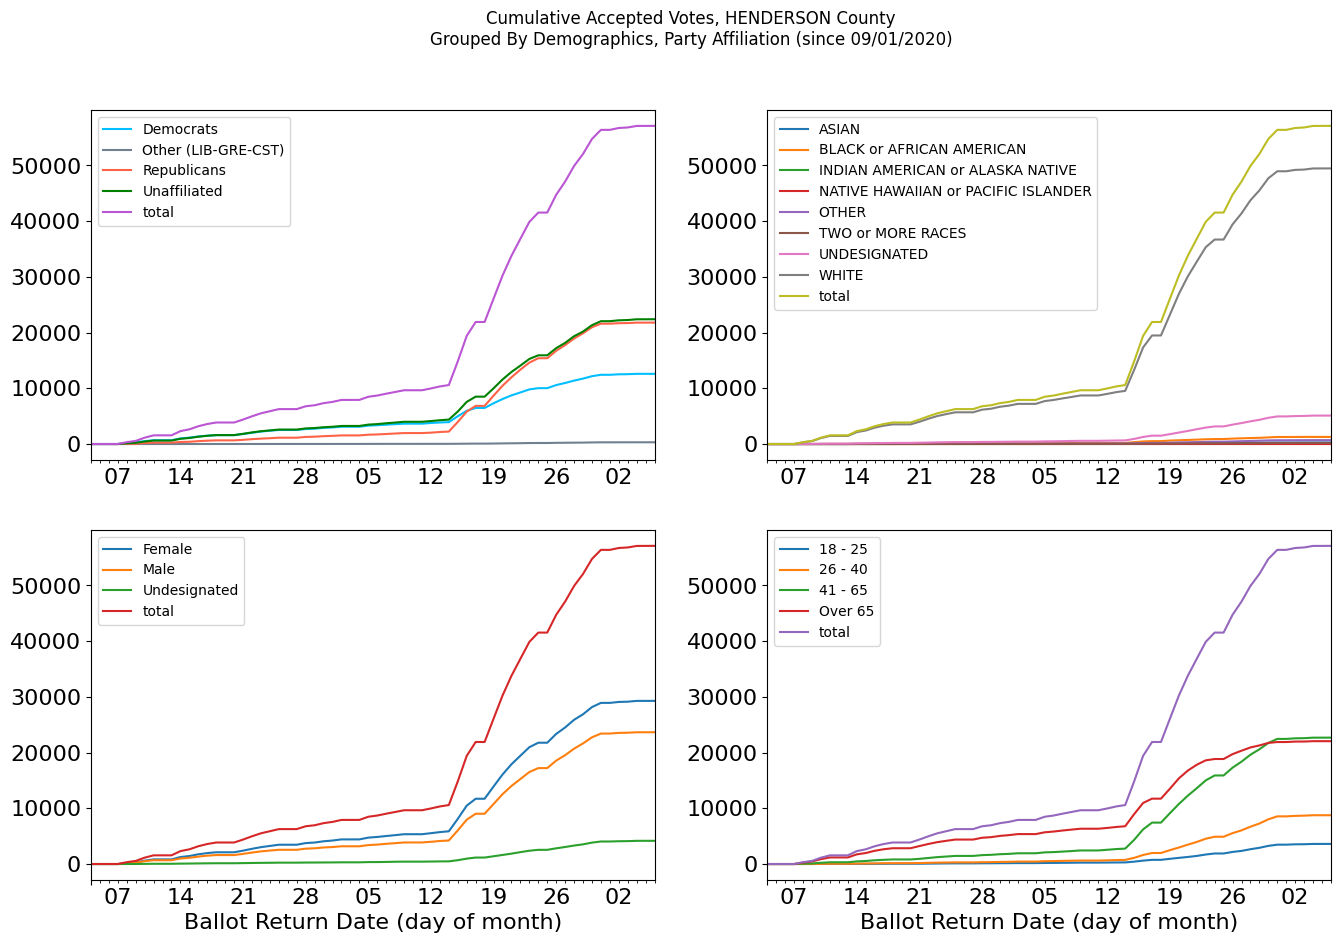 Cumulative Accepted Votes, HENDERSON County
Grouped By Demographics, Party Affiliation (since 09/01/2020)
Democrats
Other (LIB-GRE-CST)
Republicans
Unaffiliated
total
50000
40000
30000
20000
10000
0
07 14 21 28 05 12 19 26 02
ASIAN
BLACK or AFRICAN AMERICAN
INDIAN AMERICAN or ALASKA NATIVE
NATIVE HAWAIIAN or PACIFIC ISLANDER
OTHER
TWO or MORE RACES
UNDESIGNATED
WHITE
total
50000
40000
30000
20000
10000
0
07 14 21 28 05 12 19 26 02
Female
Male
Undesignated
total
50000
40000
30000
20000
10000
0
07 14 21 28 05 12 19 26 02
Ballot Return Date (day of month)
18 - 25
26 - 40
41 - 65
Over 65
total
50000
40000
30000
20000
10000
0
07 14 21 28 05 12 19 26 02
Ballot Return Date (day of month)